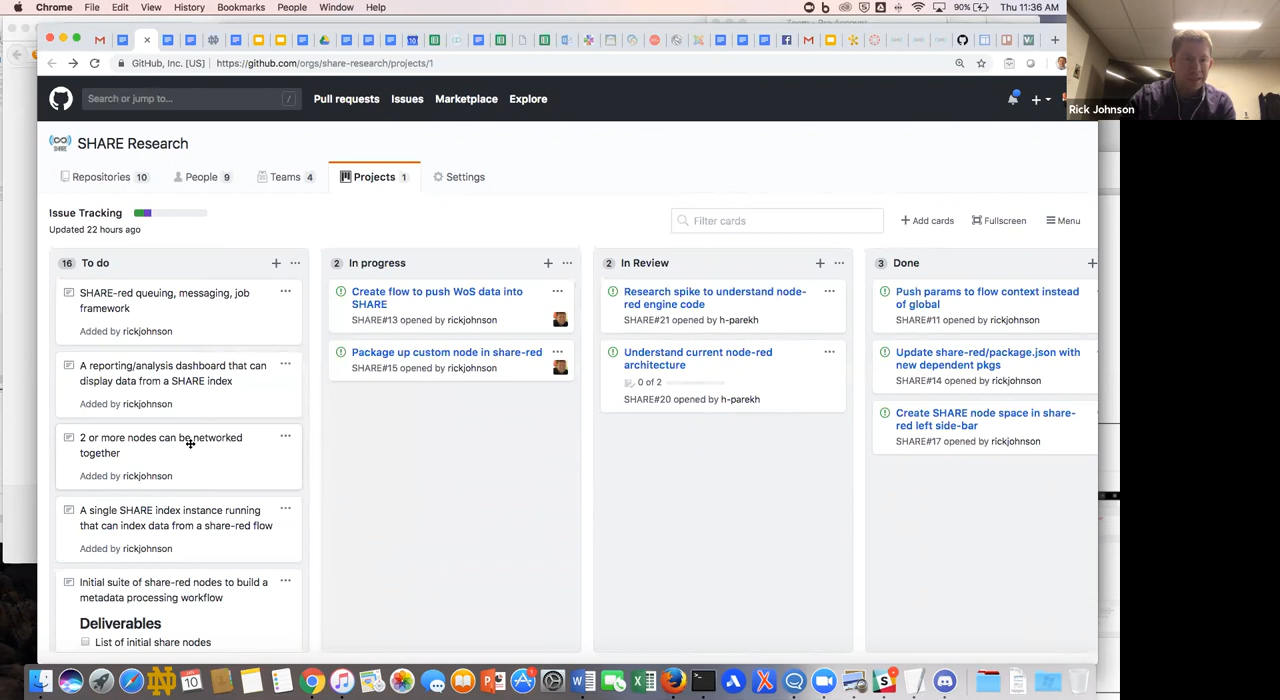 Chrome File Edit View History Bookmarks People Window Help
90% Thu 11:36 AM
GitHub, Inc. [US] https://github.com/orgs/share-research/projects/1
Rick Johnson
Search or jump to... / Pull requests Issues Marketplace Explore
SHARE Research
Repositories 10 People 9 Teams 4 Projects 1 Settings
Issue Tracking
Updated 22 hours ago
Filter cards
Add cards Fullscreen Menu
16 To do
SHARE-red queuing, messaging, job
framework
Added by rickjohnson
A reporting/analysis dashboard that can
display data from a SHARE index
Added by rickjohnson
2 or more nodes can be networked
together
Added by rickjohnson
A single SHARE index instance running
that can index data from a share-red flow
Added by rickjohnson
Initial suite of share-red nodes to build a
metadata processing workflow
Deliverables
List of initial share nodes
2 In progress
Create flow to push WoS data into
SHARE
SHARE#13 opened by rickjohnson
Package up custom node in share-red
SHARE#15 opened by rickjohnson
2 In Review
Research spike to understand node-
red engine code
SHARE#21 opened by h-parekh
Understand current node-red
architecture
0 of 2
SHARE#20 opened by h-parekh
3 Done
Push params to flow context instead
of global
SHARE#11 opened by rickjohnson
Update share-red/package.json with
new dependent pkgs
SHARE#14 opened by rickjohnson
Create SHARE node space in share-
red left side-bar
SHARE#17 opened by rickjohnson